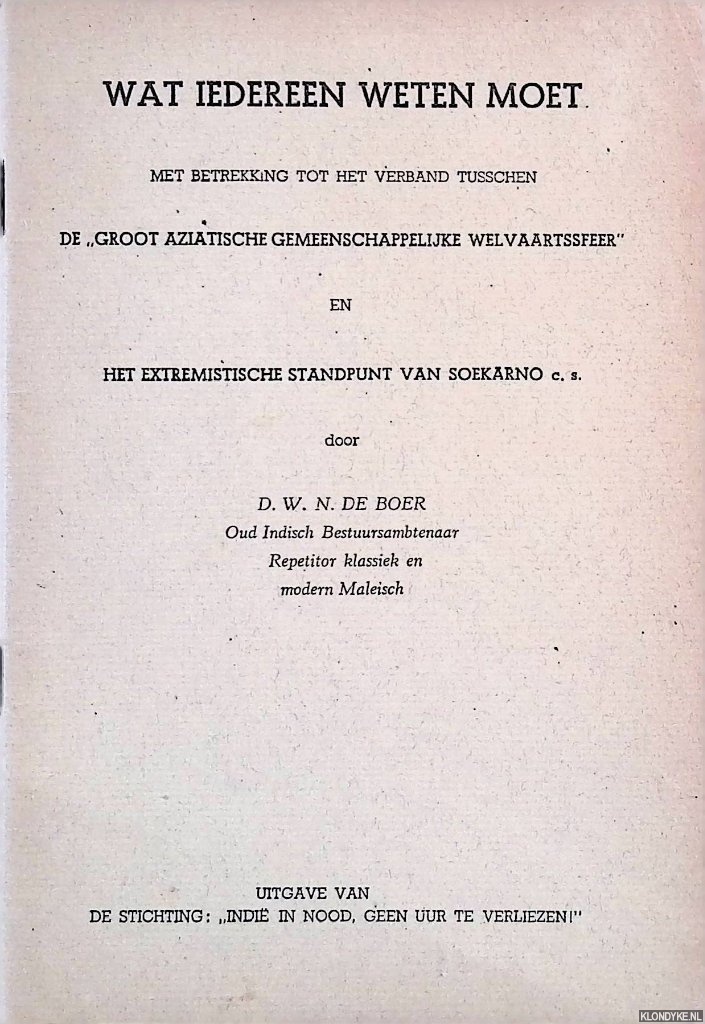 WAT IEDEREEN WETEN MOET
MET BETREKKING TOT HET VERBAND TUSSCHEN
DE „GROOT AZIATISCHE GEMEENSCHAPPELIJKE WELVAARTSSFEER"
EN
HET EXTREMISTISCHE STANDPUNT VAN SOEKARNO c. s.
door
D. W. N. DE BOER
Oud Indisch Bestuursambtenaar
Repetitor klassiek en
modern Maleisch
UITGAVE VAN
DE STICHTING: „INDIË IN NOOD, GEEN UUR TE VERLIEZEN!"
KLONDYKE.NL